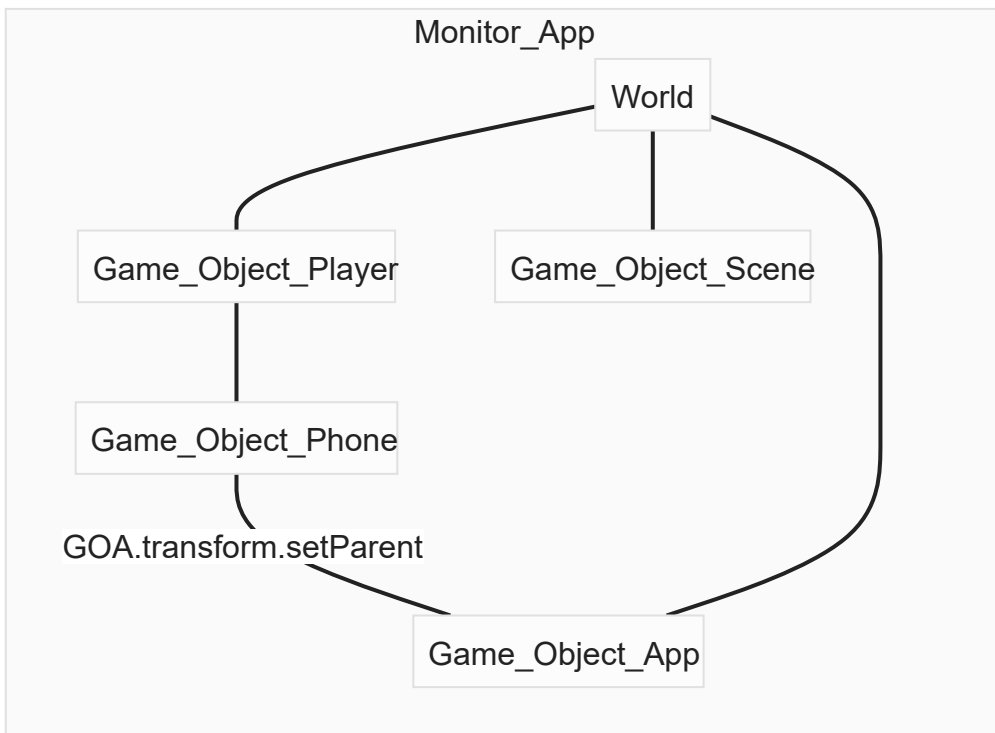 Monitor_App
World
Game_Object_Player
Game_Object_Scene
Game_Object_Phone
GOA.transform.setParent
Game_Object_App